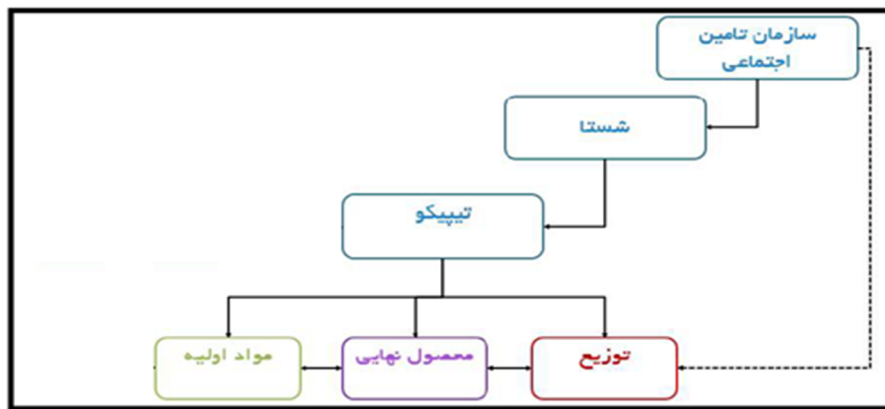 سازمان تامین
اجتماعی
شستا
تیپیکو
توزیع
محصول نهایی
مواد اولیه